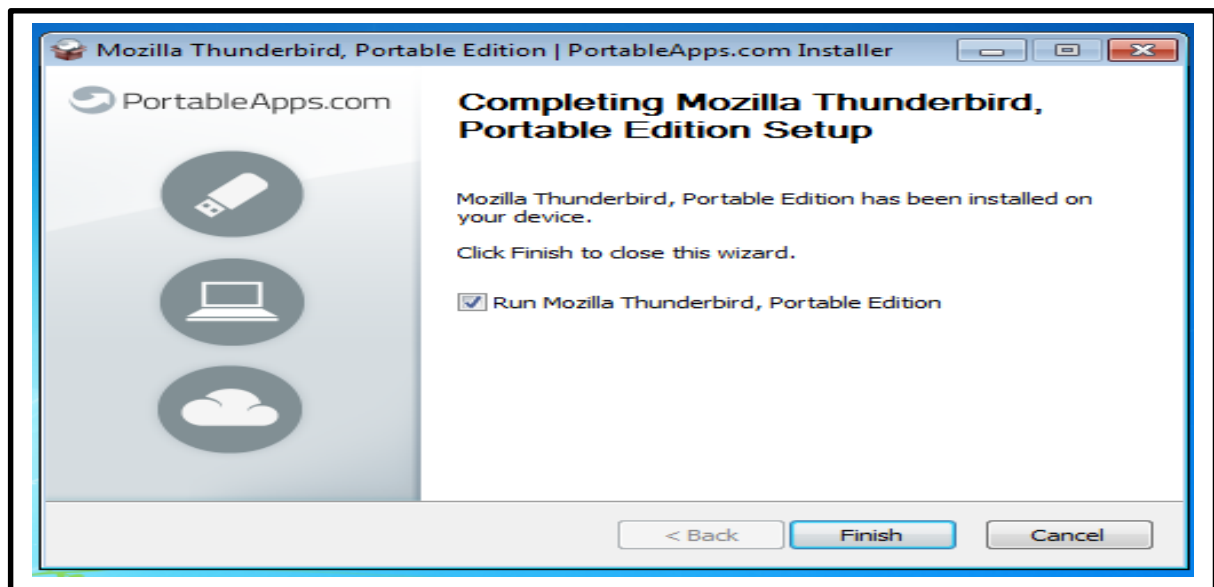 Mozilla Thunderbird, Portable Edition | PortableApps.com Installer
PortableApps.com
Completing Mozilla Thunderbird,
Portable Edition Setup
Mozilla Thunderbird, Portable Edition has been installed on
your device.
Click Finish to close this wizard.
Run Mozilla Thunderbird, Portable Edition
< Back
Finish
Cancel